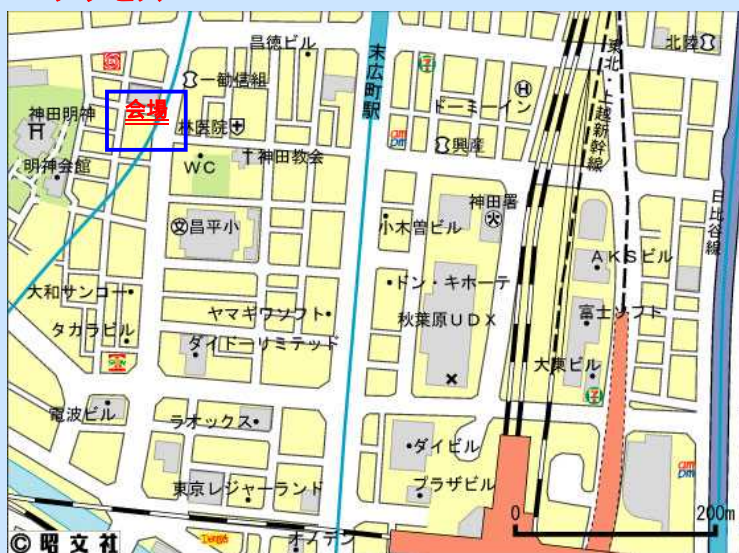 昌徳ビル
末広町駅
北陸
一勧信組
神田明神
会場
林医院
ドーミーイン
東北・上越新幹線
am pm
興産
明神会館
WC
神田教会
神田署
日比谷線
文
昌平小
小木曽ビル
AKSビル
大和サンコー
ドン・キホーテ
ヤマギワソフト
秋葉原UDX
富士ソフト
タカラビル
ダイドーリミテッド
大東ビル
電波ビル
ラオックス
ダイビル
東京レジャーランド
プラザビル
am pm
0 200m
© 昭文社
オノデン